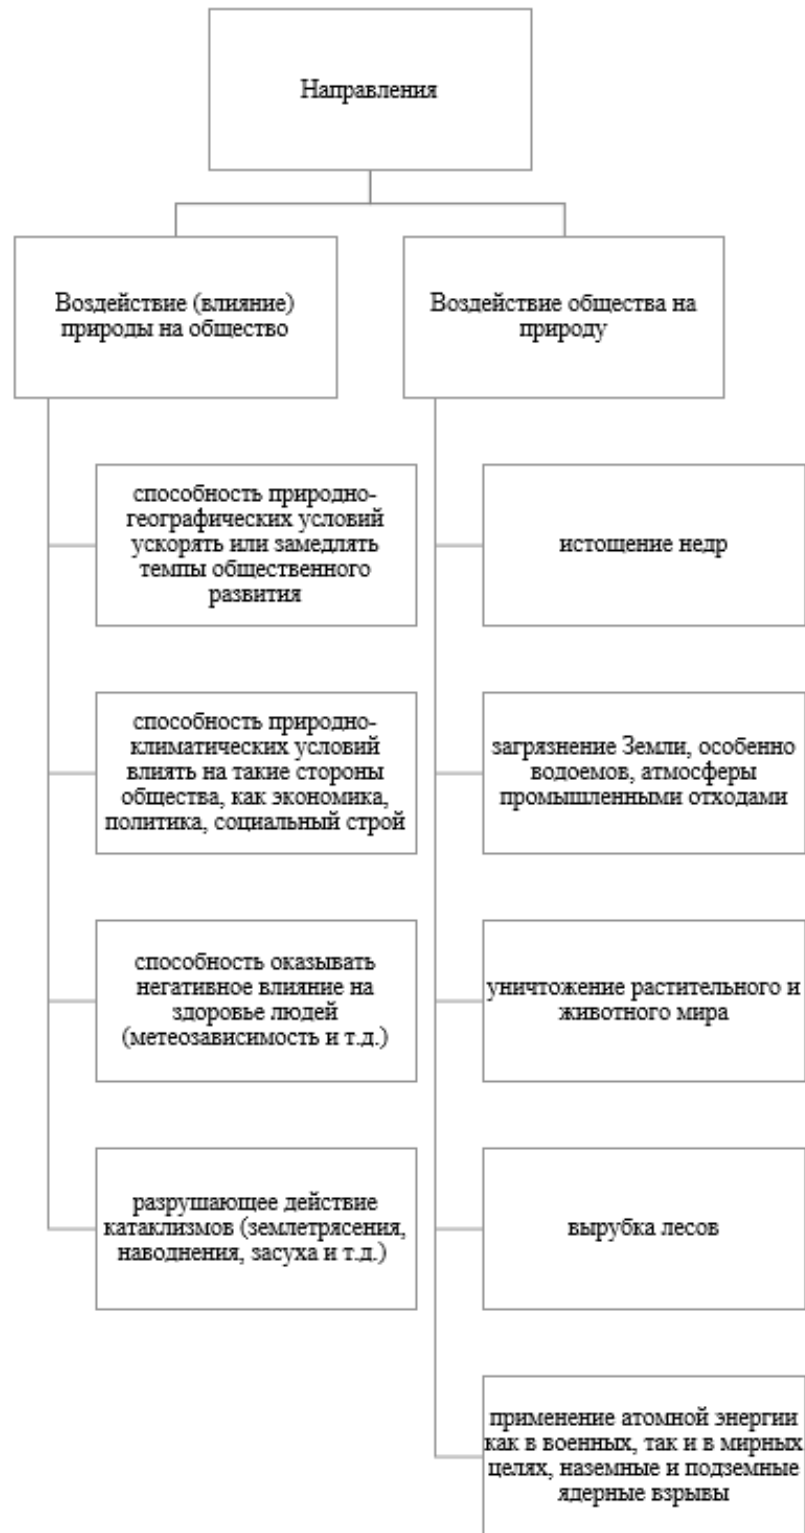 Направления
Воздействие (влияние)
природы на общество
способность природно-
географических условий
ускорять или замедлять
темпы общественного
развития
способность природно-
климатических условий
влиять на такие стороны
общества, как экономика,
политика, социальный строй
способность оказывать
негативное влияние на
здоровье людей
(метеозависимость и т.д.)
разрушающее действие
катаклизмов (землетрясения,
наводнения, засуха и т.д.)
Воздействие общества на
природу
истощение недр
загрязнение Земли, особенно
водоемов, атмосферы
промышленными отходами
уничтожение растительного и
животного мира
вырубка лесов
применение атомной энергии
как в военных, так и в мирных
целях, наземные и подземные
ядерные взрывы